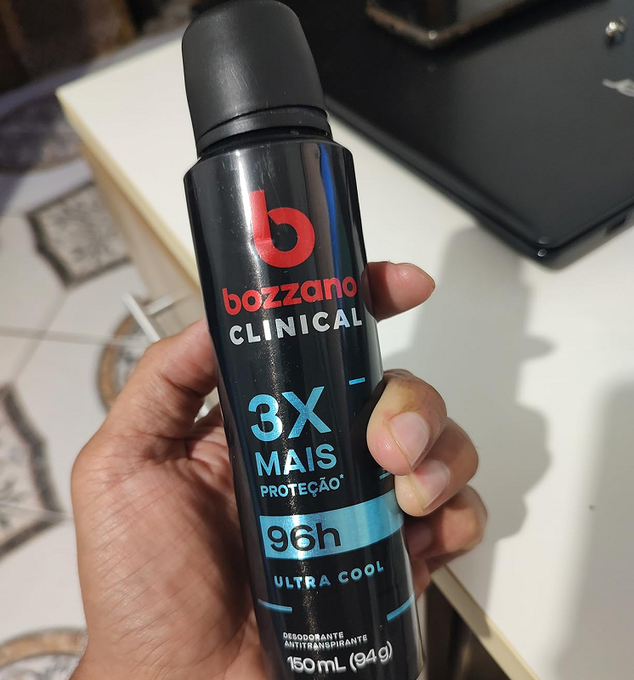 b
bozzano
CLINICAL
3X
MAIS
PROTEÇÃO*
96h
ULTRA COOL
DESODORANTE
ANTITRANSPIRANTE
150 mL (94 g)